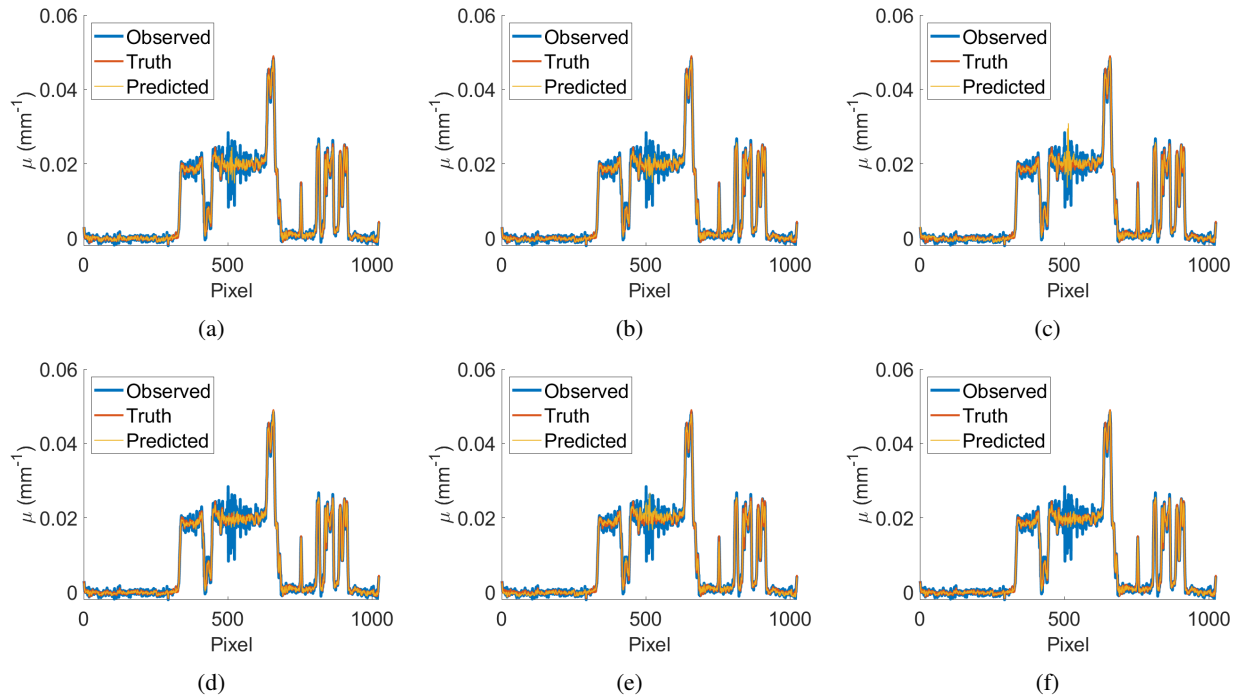 0.06
0.04
0.02
0
μ (mm-1)
Observed
Truth
Predicted
0 500 1000
Pixel
(a)
0.06
0.04
0.02
0
μ (mm-1)
Observed
Truth
Predicted
0 500 1000
Pixel
(b)
0.06
0.04
0.02
0
μ (mm-1)
Observed
Truth
Predicted
0 500 1000
Pixel
(c)
0.06
0.04
0.02
0
μ (mm-1)
Observed
Truth
Predicted
0 500 1000
Pixel
(d)
0.06
0.04
0.02
0
μ (mm-1)
Observed
Truth
Predicted
0 500 1000
Pixel
(e)
0.06
0.04
0.02
0
μ (mm-1)
Observed
Truth
Predicted
0 500 1000
Pixel
(f)